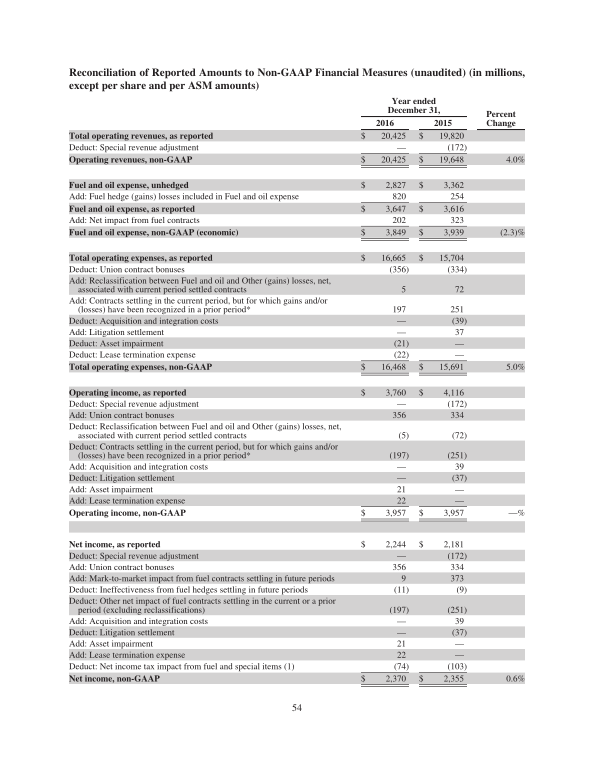 Reconciliation of Reported Amounts to Non-GAAP Financial Measures (unaudited) (in millions,
except per share and per ASM amounts)
Year ended
December 31,
Percent
Change
2016 2015
Total operating revenues, as reported $ 20,425 $ 19,820
Deduct: Special revenue adjustment — (172)
Operating revenues, non-GAAP $ 20,425 $ 19,648 4.0%
Fuel and oil expense, unhedged $ 2,827 $ 3,362
Add: Fuel hedge (gains) losses included in Fuel and oil expense 820 254
Fuel and oil expense, as reported $ 3,647 $ 3,616
Add: Net impact from fuel contracts 202 323
Fuel and oil expense, non-GAAP (economic) $ 3,849 $ 3,939 (2.3)%
Total operating expenses, as reported $ 16,665 $ 15,704
Deduct: Union contract bonuses (356) (334)
Add: Reclassification between Fuel and oil and Other (gains) losses, net,
associated with current period settled contracts 5 72
Add: Contracts settling in the current period, but for which gains and/or
(losses) have been recognized in a prior period* 197 251
Deduct: Acquisition and integration costs — (39)
Add: Litigation settlement — 37
Deduct: Asset impairment (21) —
Deduct: Lease termination expense (22) —
Total operating expenses, non-GAAP $ 16,468 $ 15,691 5.0%
Operating income, as reported $ 3,760 $ 4,116
Deduct: Special revenue adjustment — (172)
Add: Union contract bonuses 356 334
Deduct: Reclassification between Fuel and oil and Other (gains) losses, net,
associated with current period settled contracts (5) (72)
Deduct: Contracts settling in the current period, but for which gains and/or
(losses) have been recognized in a prior period* (197) (251)
Add: Acquisition and integration costs — 39
Deduct: Litigation settlement — (37)
Add: Asset impairment 21 —
Add: Lease termination expense 22 —
Operating income, non-GAAP $ 3,957 $ 3,957 —%
Net income, as reported $ 2,244 $ 2,181
Deduct: Special revenue adjustment — (172)
Add: Union contract bonuses 356 334
Add: Mark-to-market impact from fuel contracts settling in future periods 9 373
Deduct: Ineffectiveness from fuel hedges settling in future periods (11) (9)
Deduct: Other net impact of fuel contracts settling in the current or a prior
period (excluding reclassifications) (197) (251)
Add: Acquisition and integration costs — 39
Deduct: Litigation settlement — (37)
Add: Asset impairment 21 —
Add: Lease termination expense 22 —
Deduct: Net income tax impact from fuel and special items (1) (74) (103)
Net income, non-GAAP $ 2,370 $ 2,355 0.6%
54